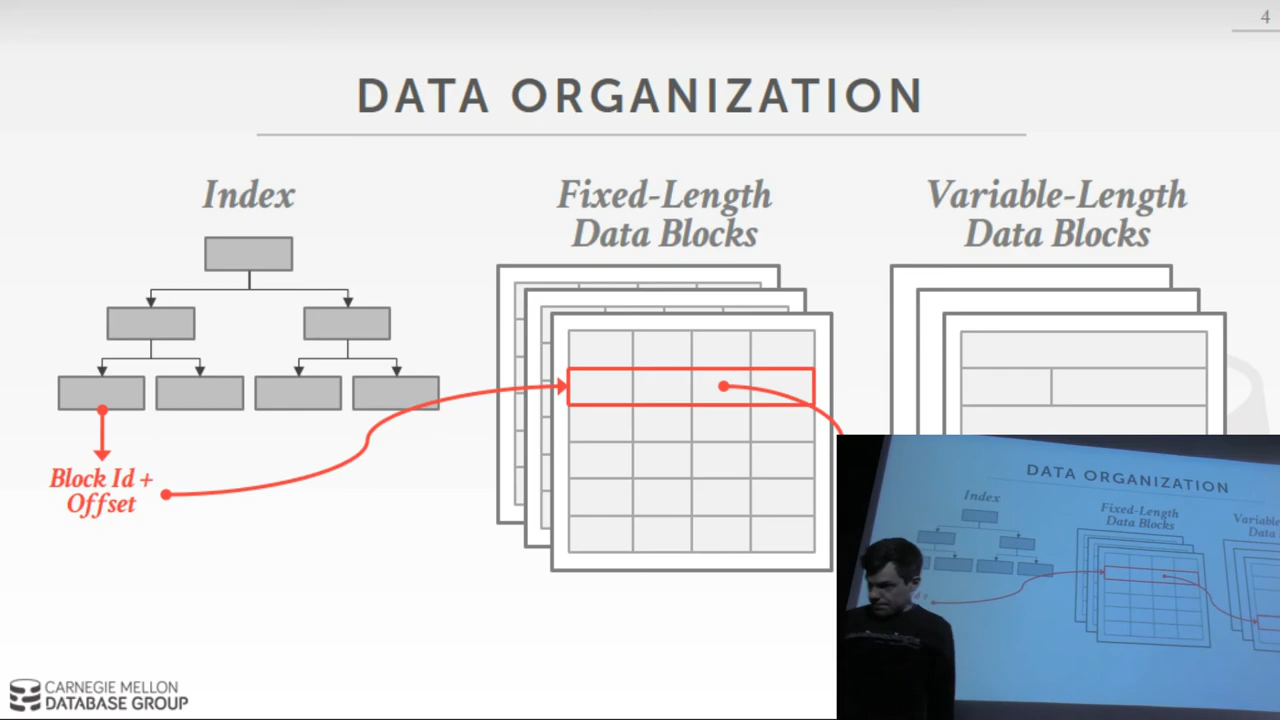 4
DATA ORGANIZATION
Index
Fixed-Length
Data Blocks
Variable-Length
Data Blocks
Block Id +
Offset
DATA ORGANIZATION
Index
Fixed-Length
Data Blocks
Data
CARNEGIE MELLON
DATABASE GROUP